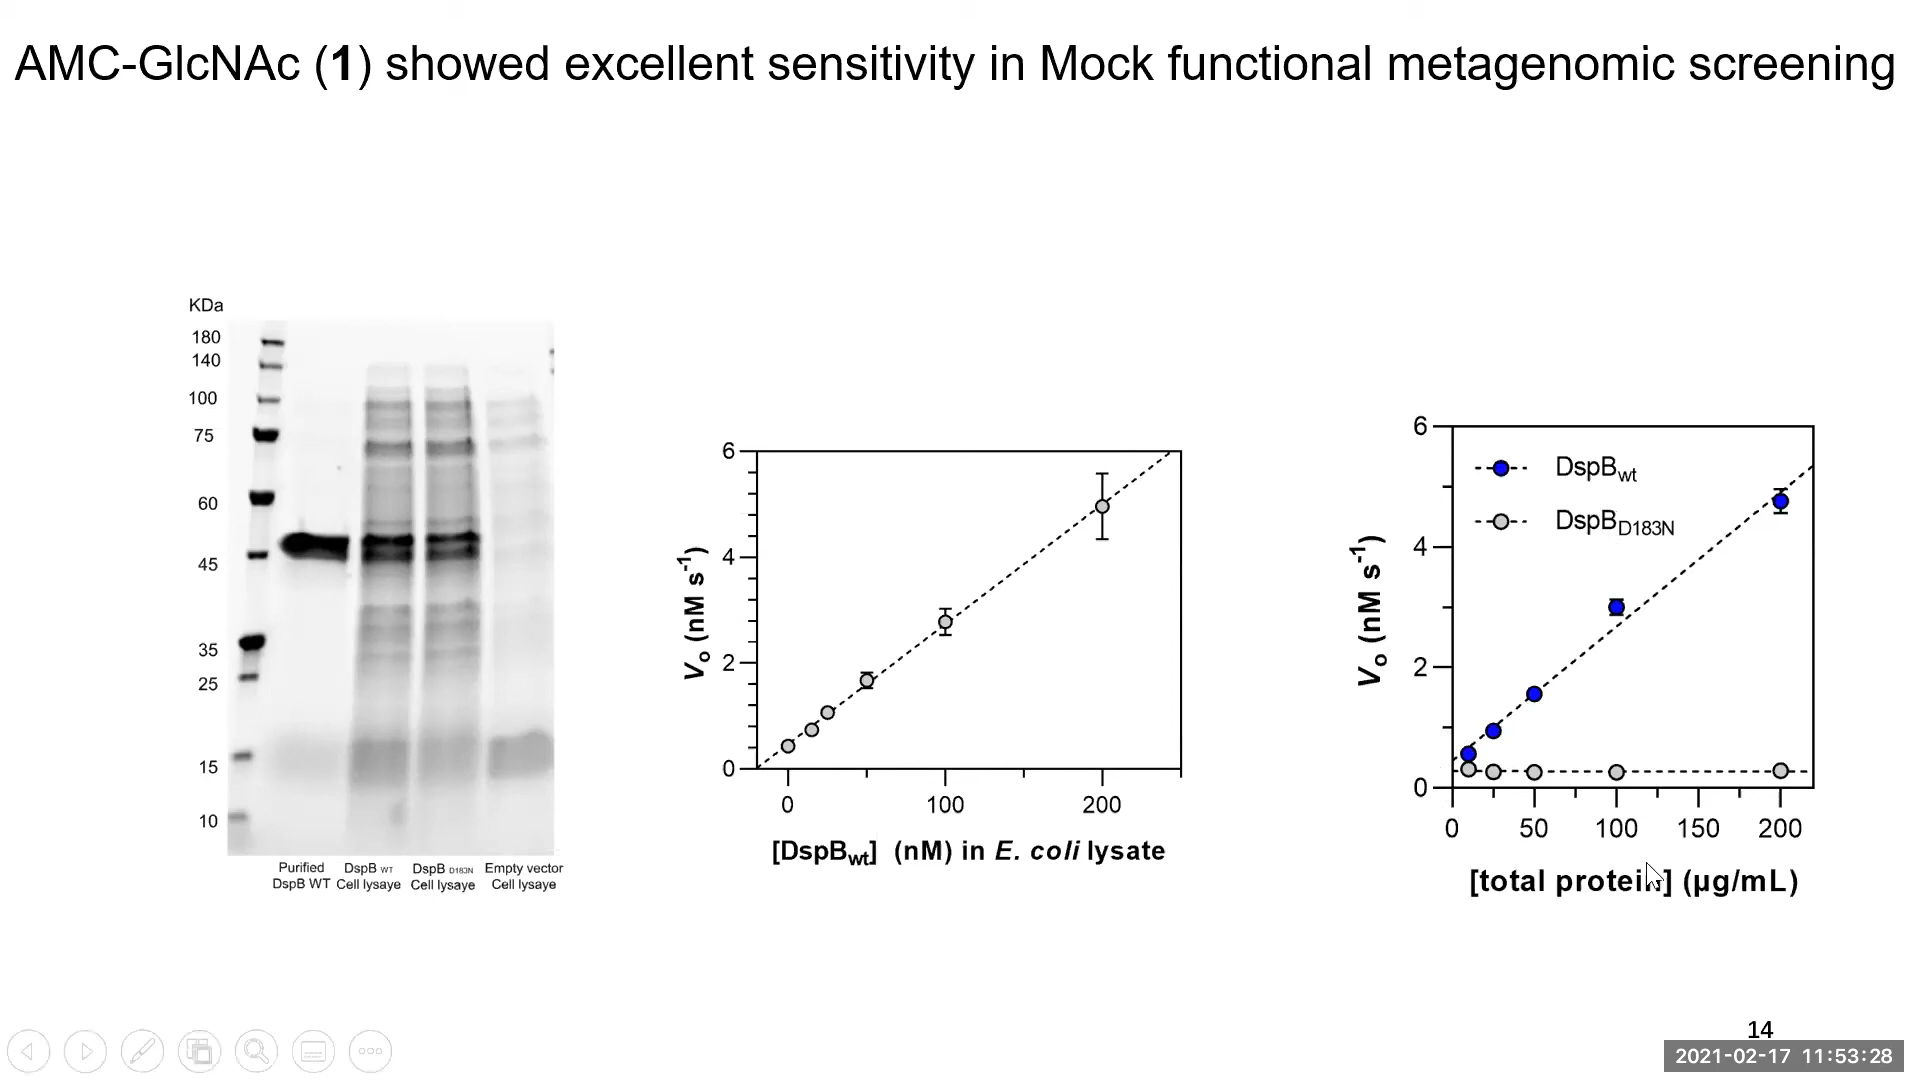 AMC-GlcNAc (1) showed excellent sensitivity in Mock functional metagenomic screening
KDa
180
140
100
75
60
45
35
25
15
10
Purified DspB WT
DspB WT Cell lysaye
DspB D183N Cell lysaye
Empty vector Cell lysaye
6
4
2
0
Vo (nM s-1)
0 100 200
[DspBwt] (nM) in E. coli lysate
6
4
2
0
Vo (nM s-1)
DspBwt
DspBD183N
0 50 100 150 200
[total protein] (µg/mL)
14
2021-02-17 11:53:28